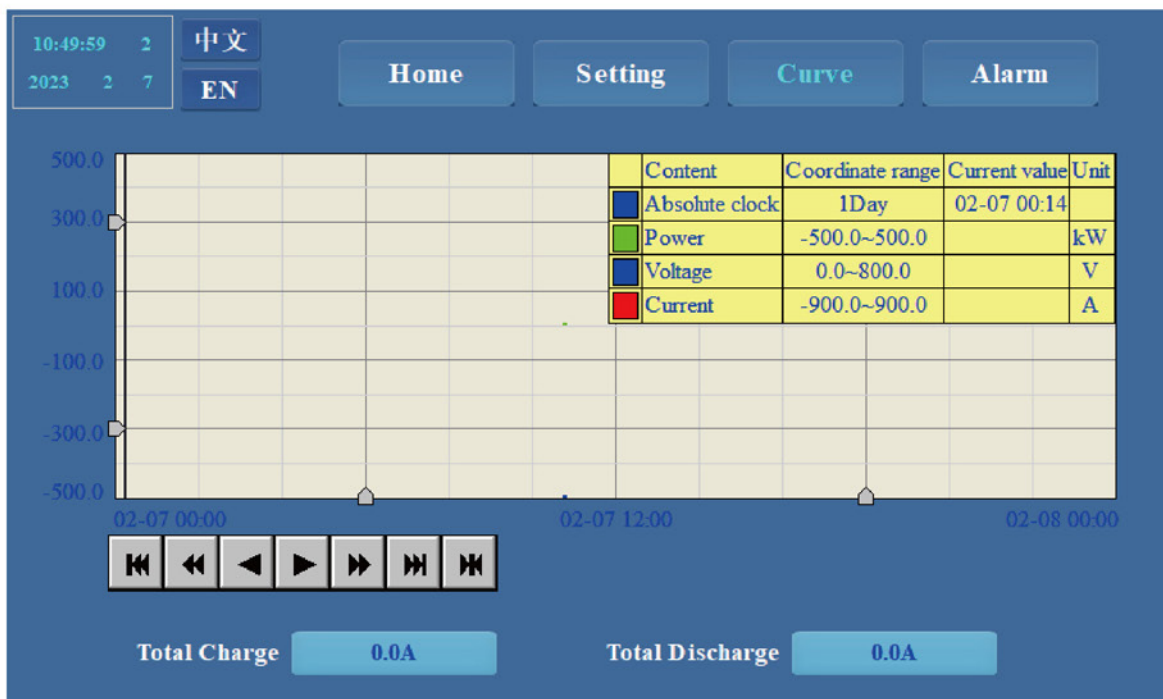 10:49:59 2
2023 2 7
中文
EN
Home
Setting
Curve
Alarm
500.0
300.0
100.0
-100.0
-300.0
-500.0
Content Coordinate range Current value Unit
Absolute clock 1Day 02-07 00:14
Power -500.0~500.0 kW
Voltage 0.0~800.0 V
Current -900.0~900.0 A
02-07 00:00 02-07 12:00 02-08 00:00
Total Charge 0.0A
Total Discharge 0.0A